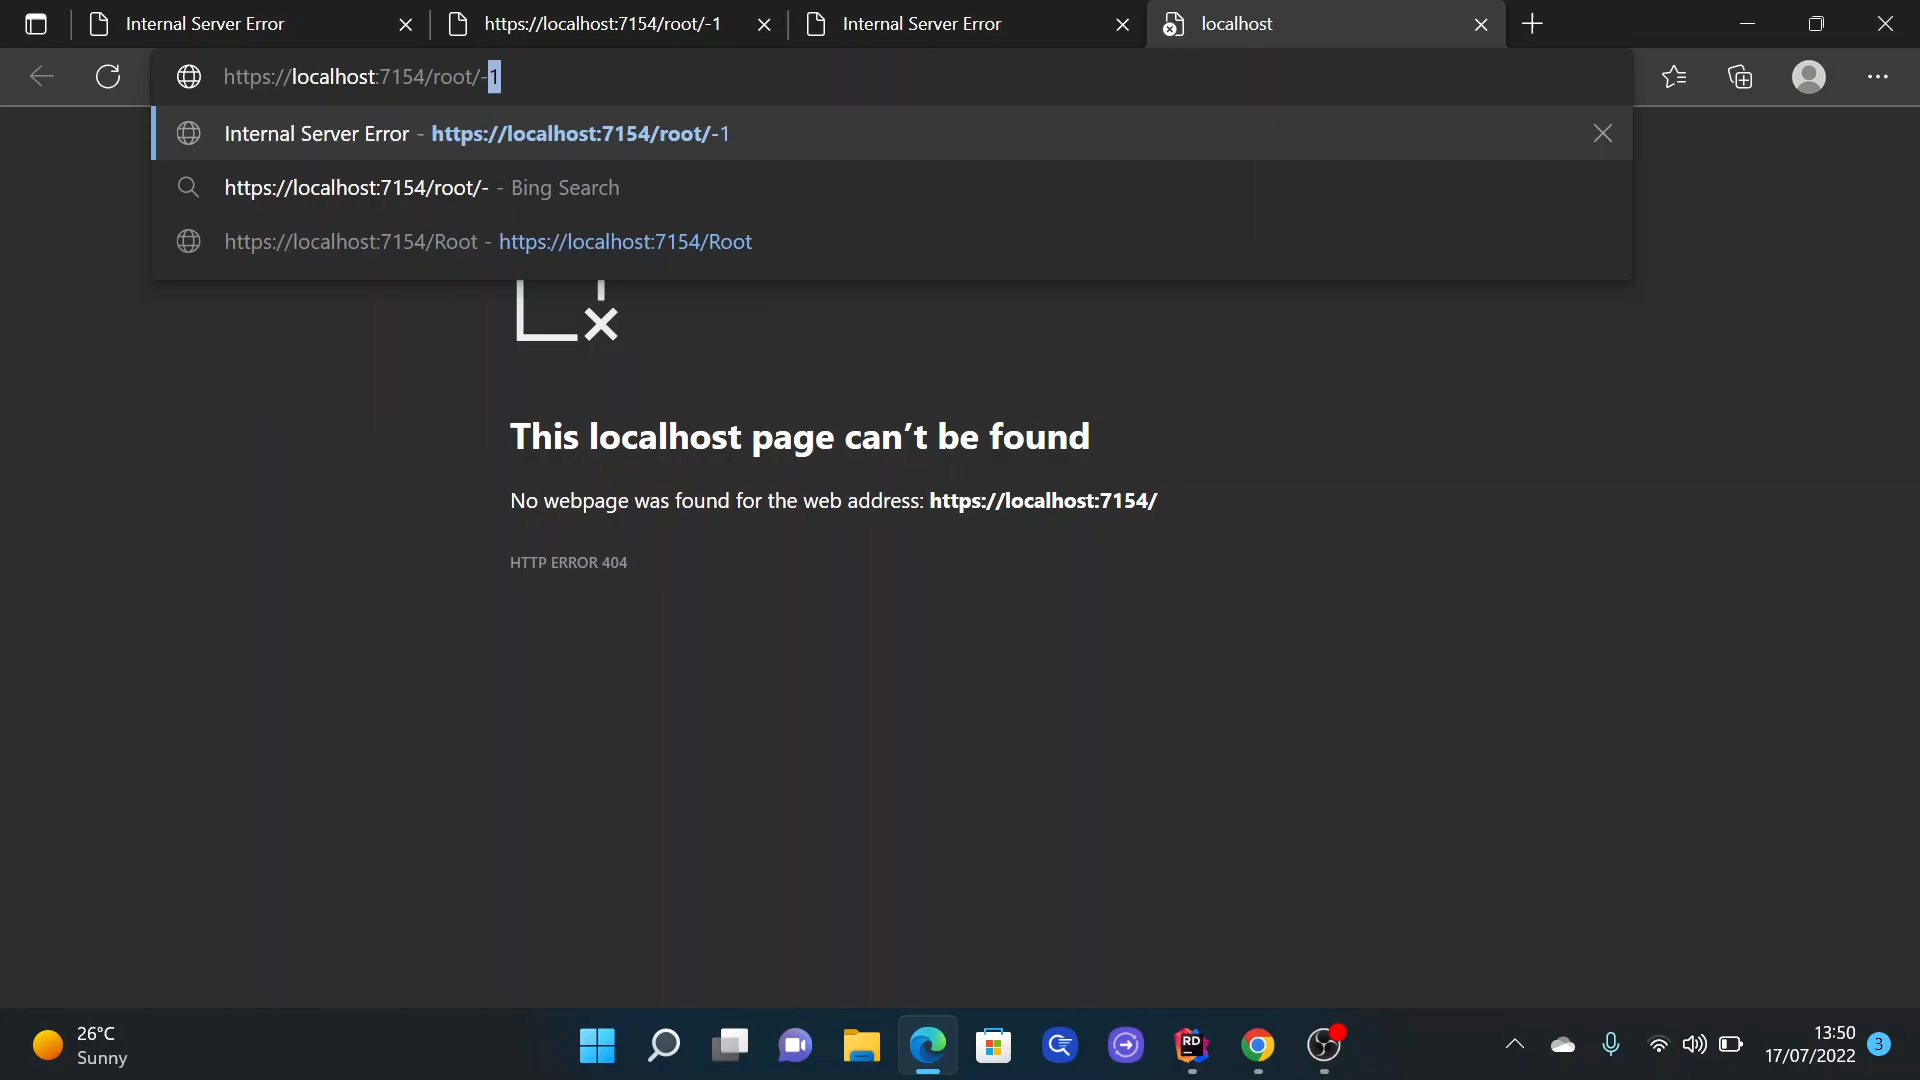 Internal Server Error
https://localhost:7154/root/-1
Internal Server Error
localhost
https://localhost:7154/root/-1
Internal Server Error - https://localhost:7154/root/-1
https://localhost:7154/root/- - Bing Search
https://localhost:7154/Root - https://localhost:7154/Root
This localhost page can’t be found
No webpage was found for the web address: https://localhost:7154/
HTTP ERROR 404
26°C
Sunny
RD
13:50
17/07/2022
3